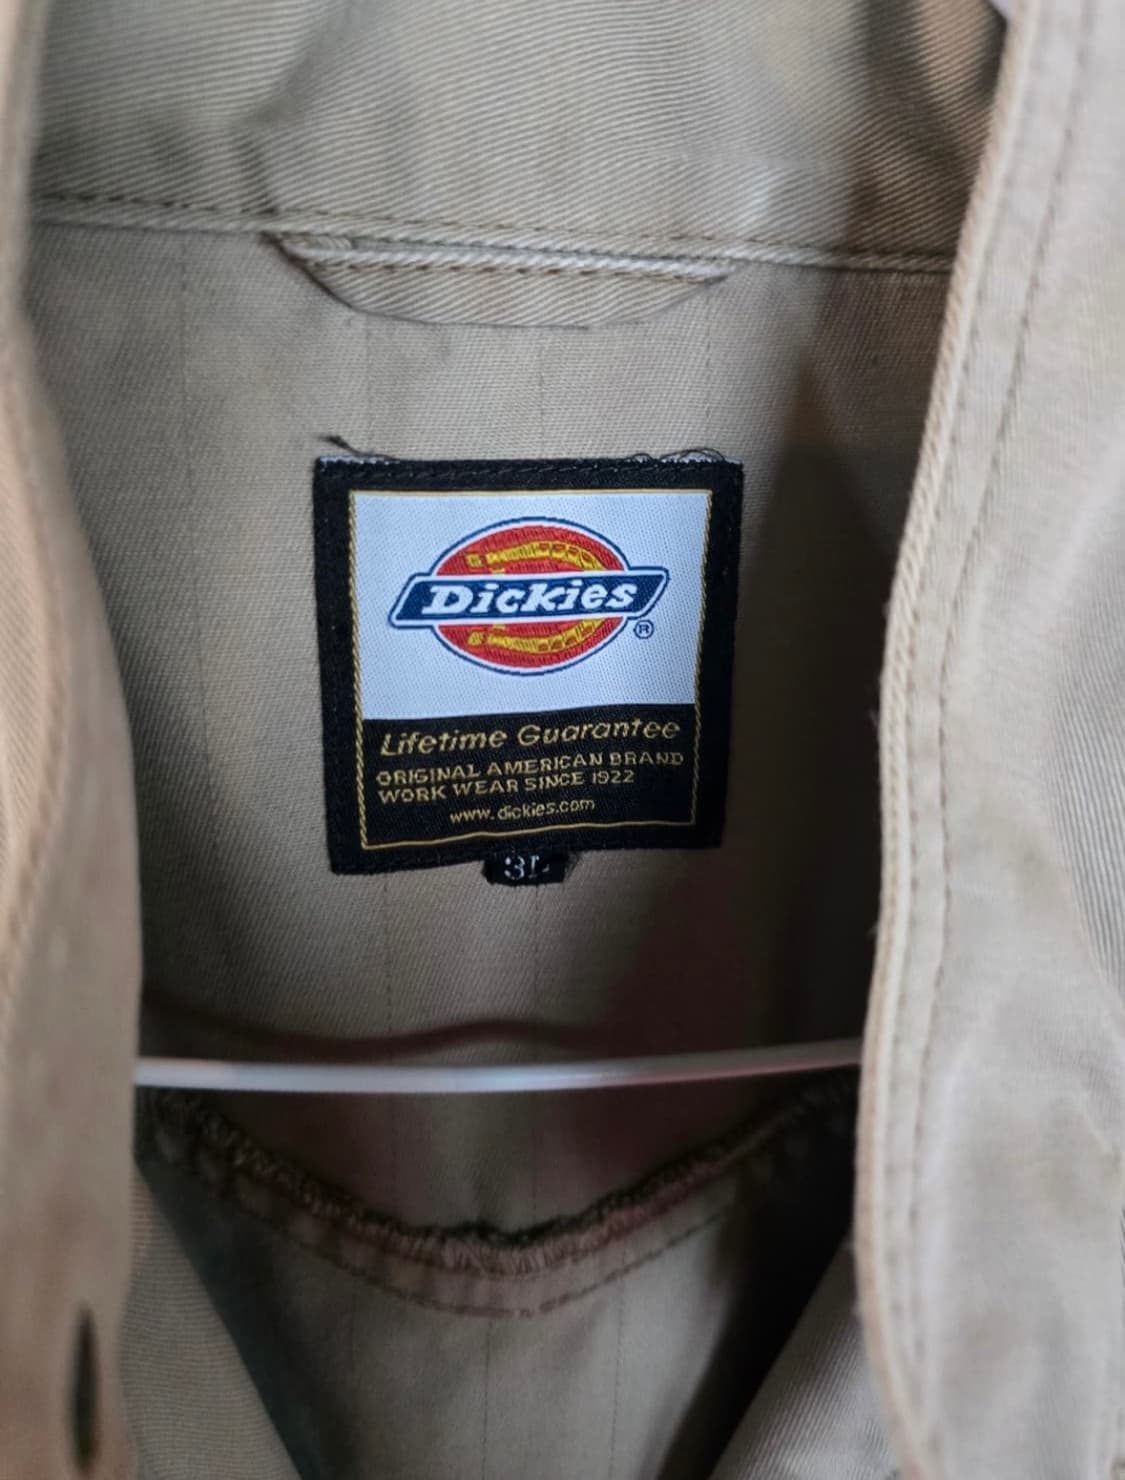 Dickies
®
Lifetime Guarantee
ORIGINAL AMERICAN BRAND
WORK WEAR SINCE 1922
www.dickies.com
3L